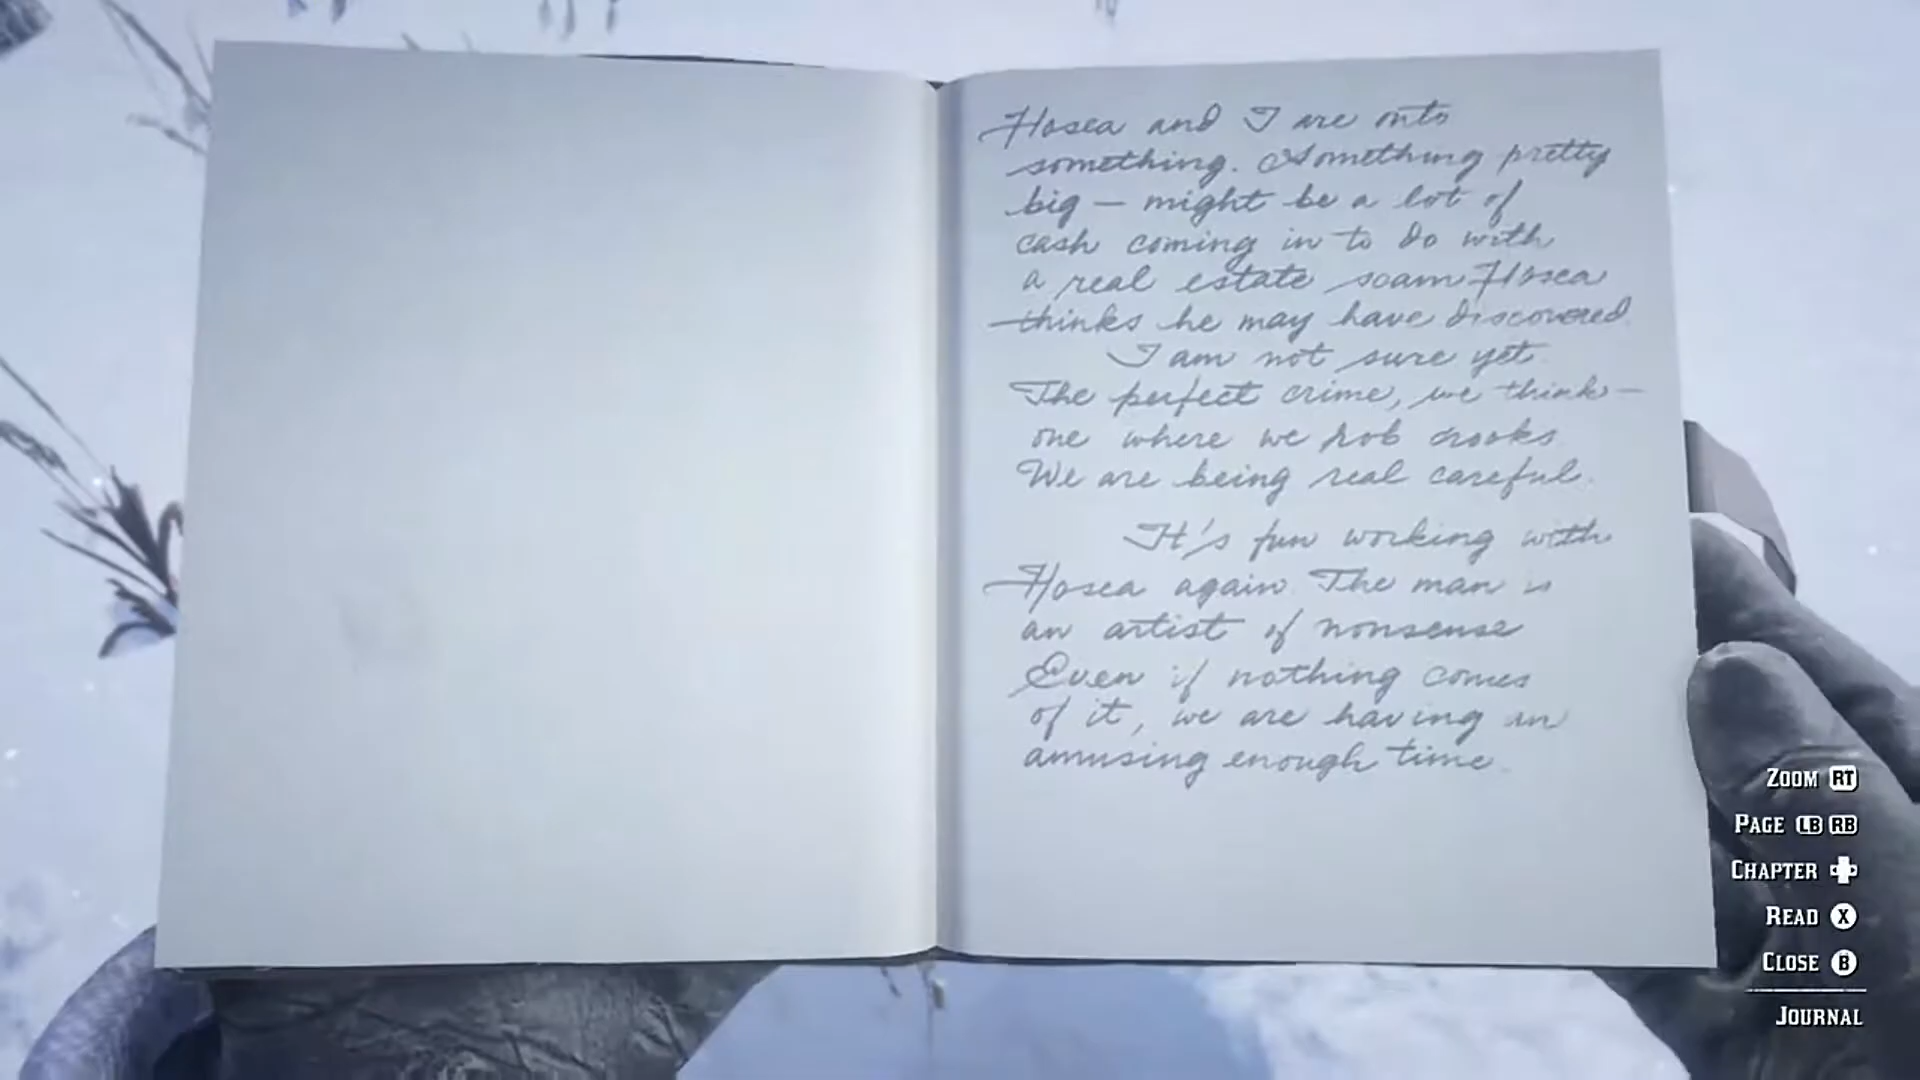 Hosea and I are onto
something. Something pretty
big — might be a lot of
cash coming in to do with
a real estate scam Hosea
thinks he may have discovered.
I am not sure yet.
The perfect crime, we think —
one where we rob crooks.
We are being real careful.
It's fun working with
Hosea again. The man is
an artist of nonsense
Even if nothing comes
of it, we are having an
amusing enough time.
ZOOM RT
PAGE LB RB
CHAPTER
READ X
CLOSE B
JOURNAL